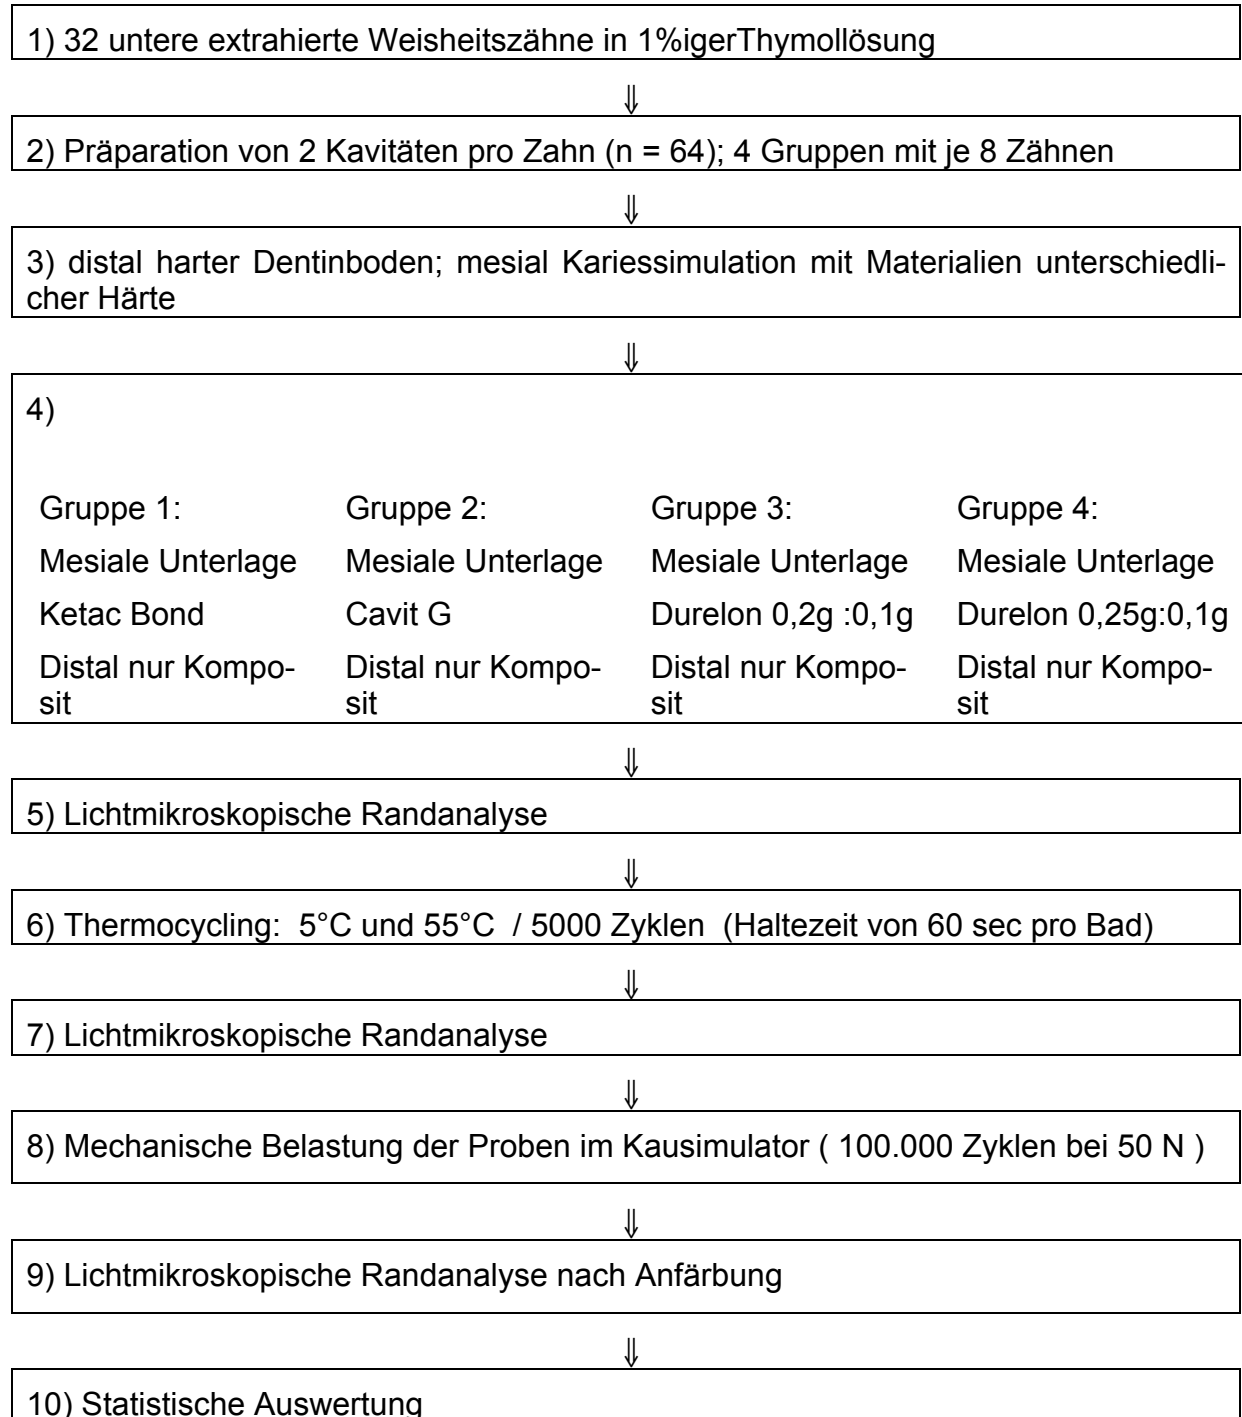 1) 32 untere extrahierte Weisheitszähne in 1%igerThymollösung
⇓
2) Präparation von 2 Kavitäten pro Zahn (n = 64); 4 Gruppen mit je 8 Zähnen
⇓
3) distal harter Dentinboden; mesial Kariessimulation mit Materialien unterschiedli-
cher Härte
⇓
4)
Gruppe 1:
Mesiale Unterlage
Ketac Bond
Distal nur Kompo-
sit
Gruppe 2:
Mesiale Unterlage
Cavit G
Distal nur Kompo-
sit
Gruppe 3:
Mesiale Unterlage
Durelon 0,2g :0,1g
Distal nur Kompo-
sit
Gruppe 4:
Mesiale Unterlage
Durelon 0,25g:0,1g
Distal nur Kompo-
sit
⇓
5) Lichtmikroskopische Randanalyse
⇓
6) Thermocycling:  5°C und 55°C  / 5000 Zyklen  (Haltezeit von 60 sec pro Bad)
⇓
7) Lichtmikroskopische Randanalyse
⇓
8) Mechanische Belastung der Proben im Kausimulator ( 100.000 Zyklen bei 50 N )
⇓
9) Lichtmikroskopische Randanalyse nach Anfärbung
⇓
10) Statistische Auswertung